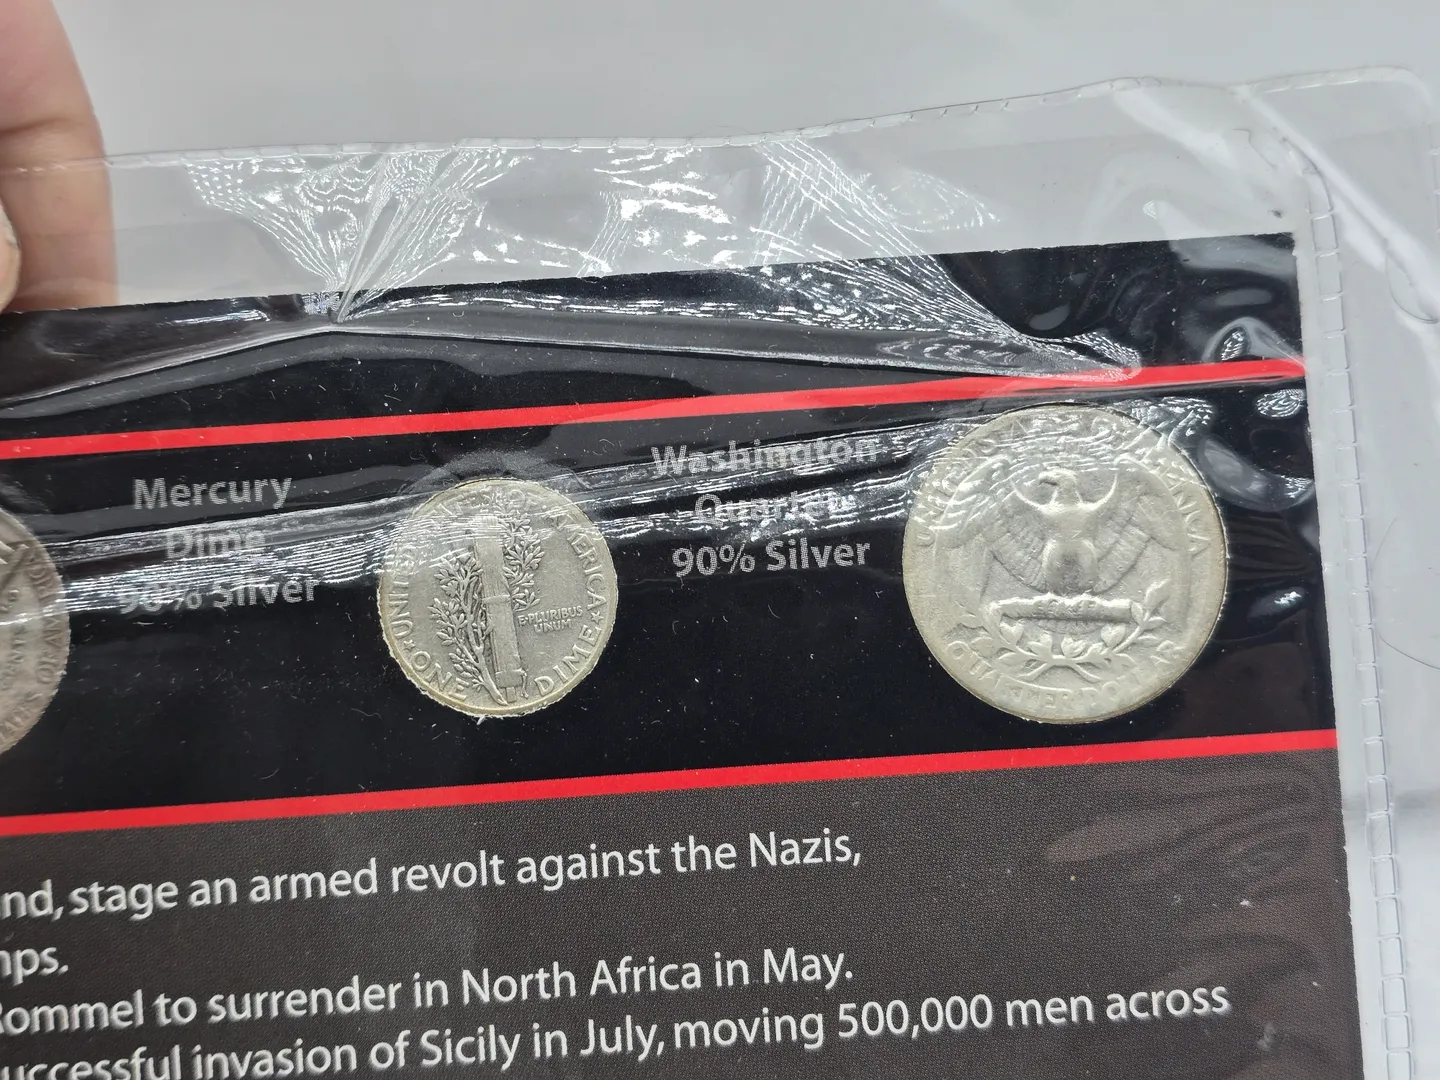 Mercury
Dime
90% Silver
Washington
Quarter
90% Silver
UNITED STATES OF AMERICA
E·PLURIBUS
UNUM
ONE DIME
UNITED STATES OF AMERICA
QUARTER DOLLAR
nd, stage an armed revolt against the Nazis,
mps.
Rommel to surrender in North Africa in May.
uccessful invasion of Sicily in July, moving 500,000 men across